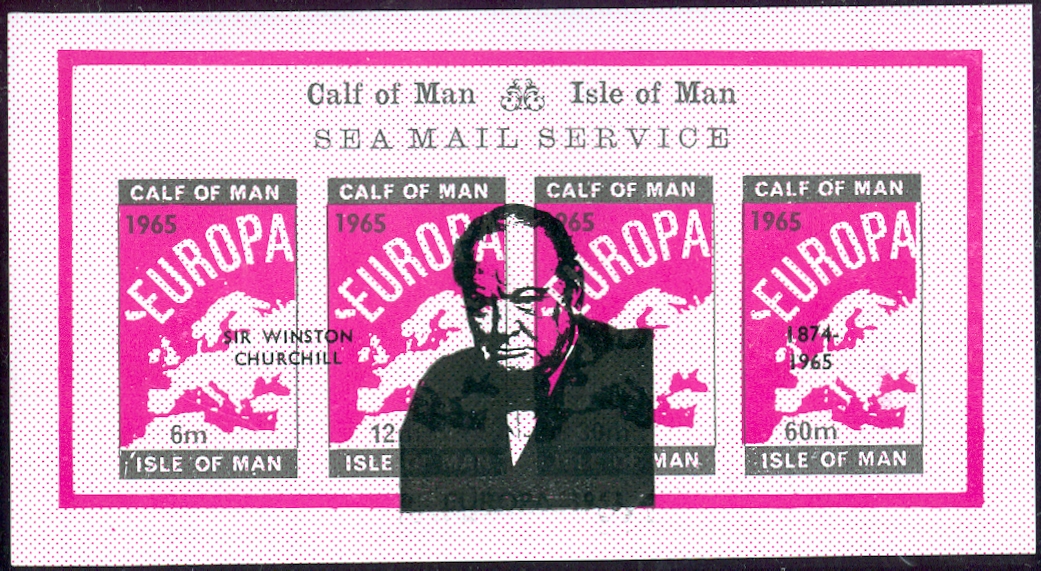 Calf of Man Isle of Man
SEA MAIL SERVICE
CALF OF MAN
1965
'EUROPA
6m
ISLE OF MAN
CALF OF MAN
1965
EUROPA
12
ISLE OF MAN
CALF OF MAN
1965
EUROPA
MAN
CALF OF MAN
1965
'EUROPA
60m
ISLE OF MAN
SIR WINSTON
CHURCHILL
1874-
1965
EUROPA